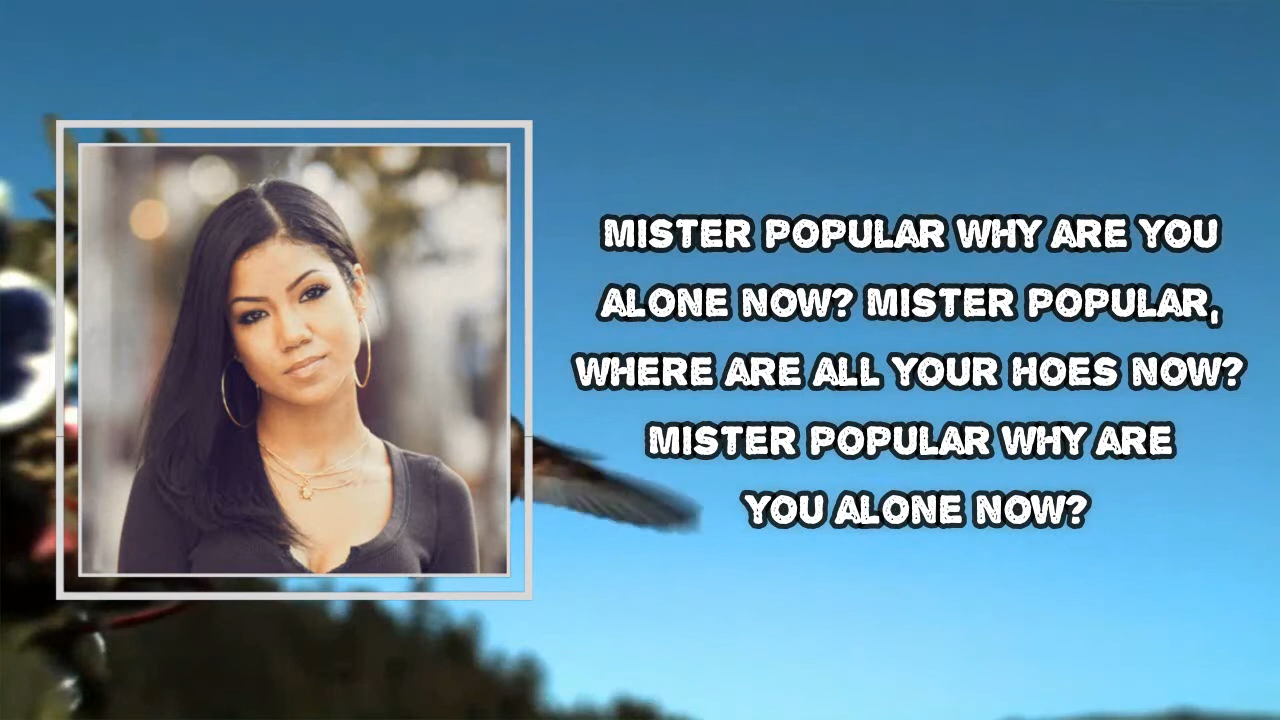 MISTER POPULAR WHY ARE YOU
ALONE NOW? MISTER POPULAR,
WHERE ARE ALL YOUR HOES NOW?
MISTER POPULAR WHY ARE
YOU ALONE NOW?